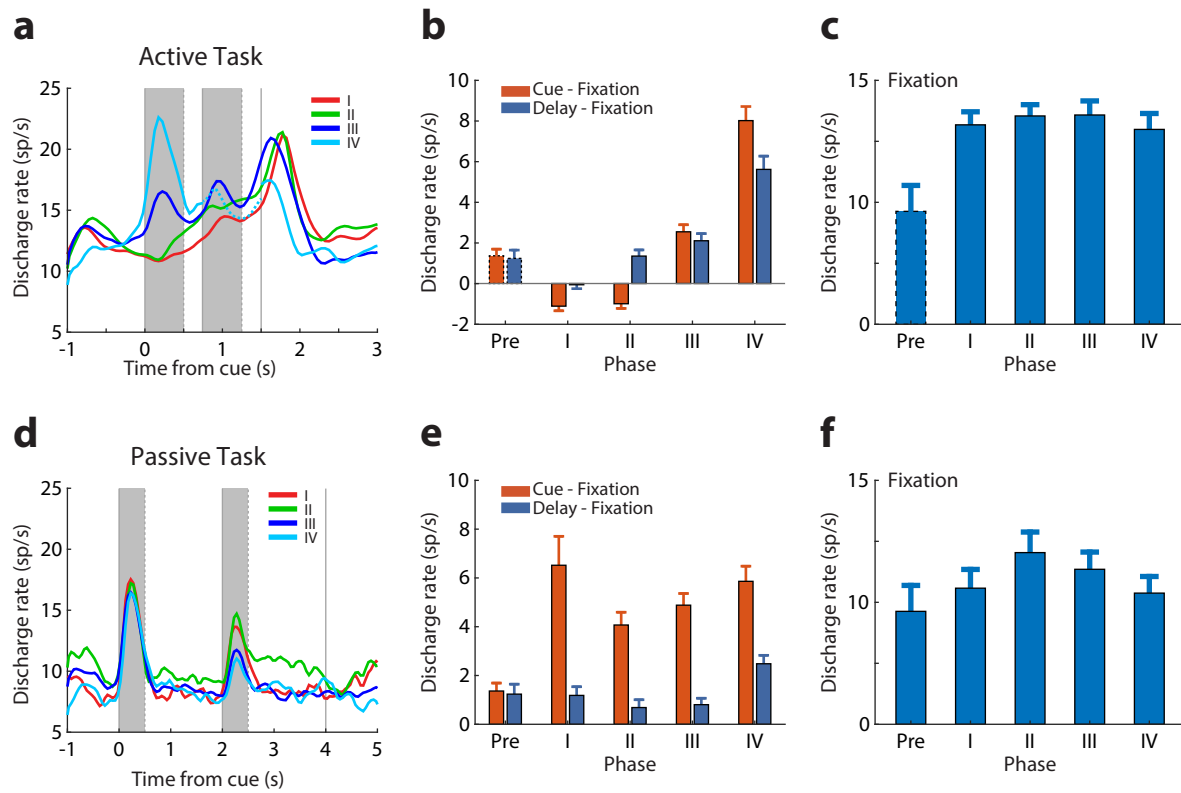 a
Active Task
Discharge rate (sp/s)
25
20
15
10
5
I
II
III
IV
-1 0 1 2 3
Time from cue (s)
b
Discharge rate (sp/s)
10
8
6
4
2
0
-2
Cue - Fixation
Delay - Fixation
Pre I II III IV
Phase
c
Discharge rate (sp/s)
15
10
0
Fixation
Pre I II III IV
Phase
d
Passive Task
Discharge rate (sp/s)
25
20
15
10
5
I
II
III
IV
-1 0 1 2 3 4 5
Time from cue (s)
e
Discharge rate (sp/s)
10
8
6
4
2
0
Cue - Fixation
Delay - Fixation
Pre I II III IV
Phase
f
Discharge rate (sp/s)
15
10
0
Fixation
Pre I II III IV
Phase